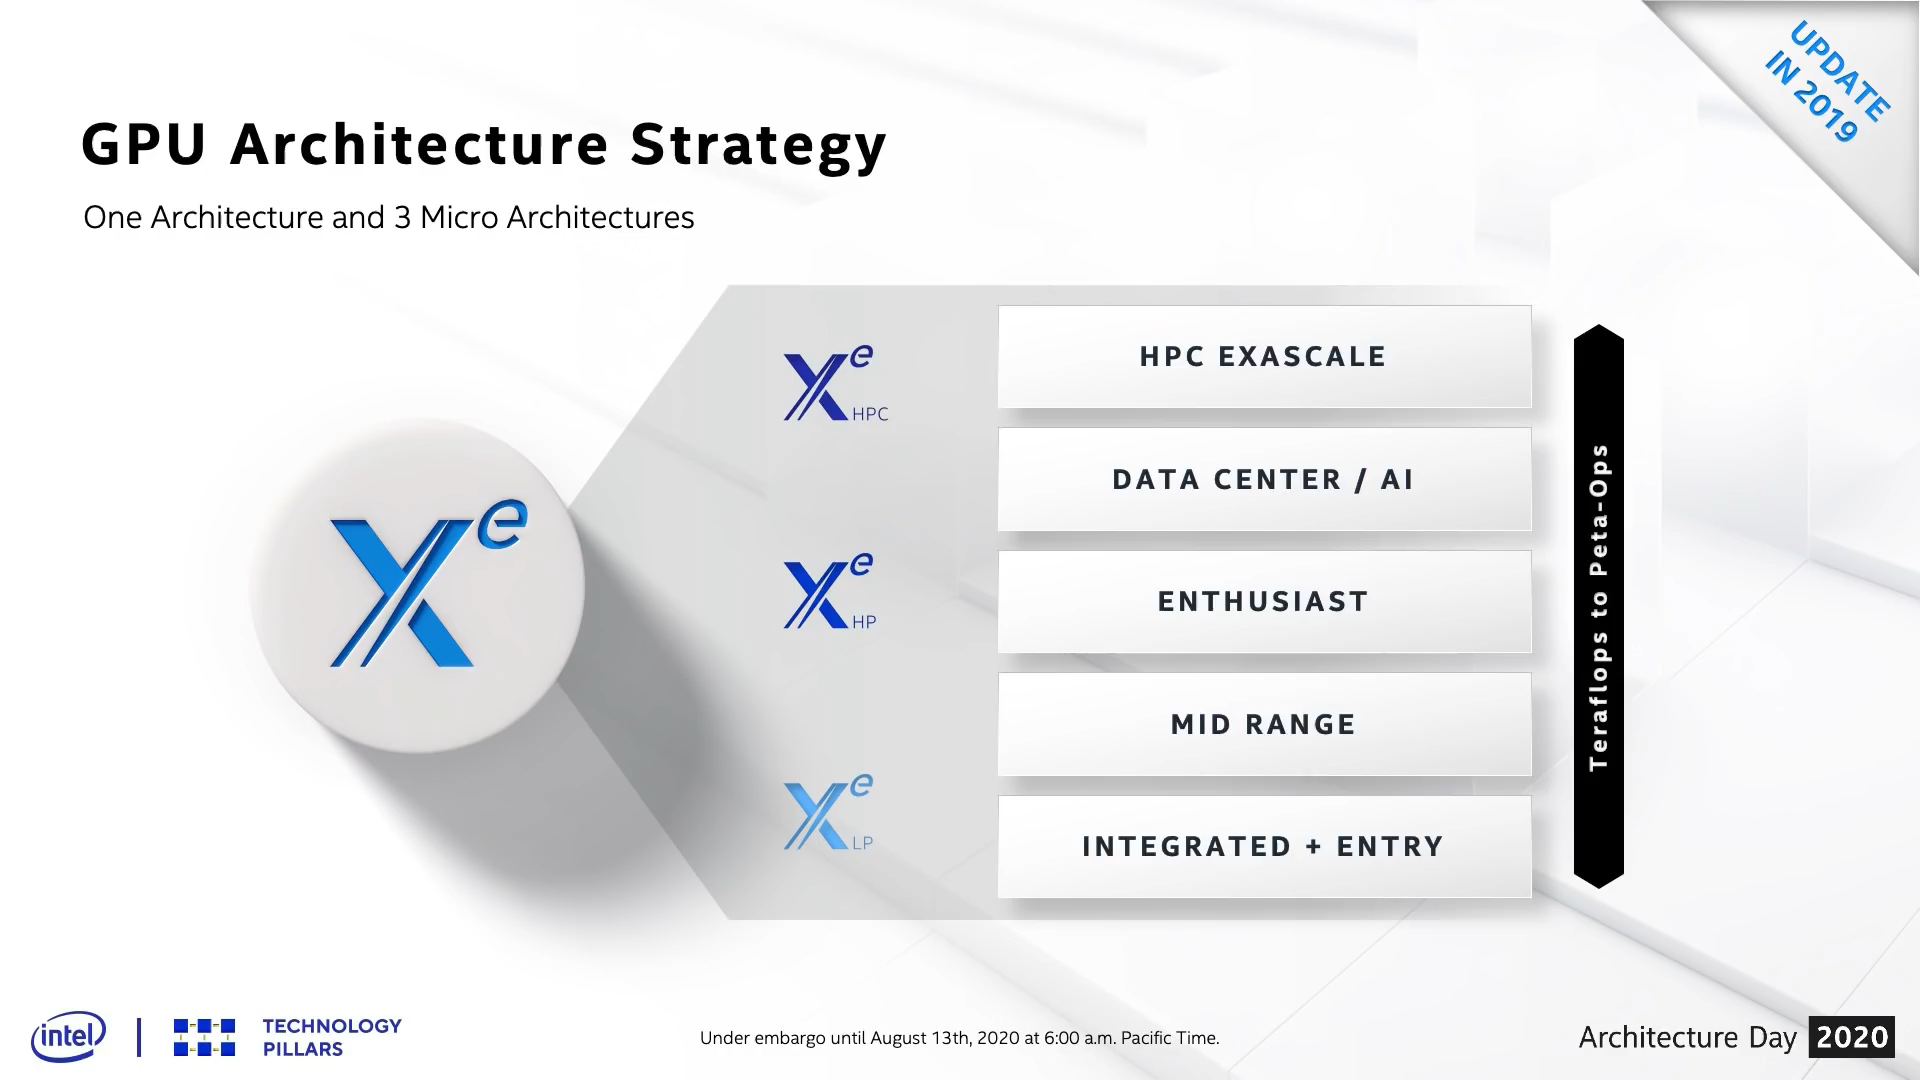 UPDATE
IN 2019
GPU Architecture Strategy
One Architecture and 3 Micro Architectures
Xe
Xe HPC
Xe HP
Xe LP
HPC EXASCALE
DATA CENTER / AI
ENTHUSIAST
MID RANGE
INTEGRATED + ENTRY
Teraflops to Peta-Ops
intel
TECHNOLOGY
PILLARS
Under embargo until August 13th, 2020 at 6:00 a.m. Pacific Time.
Architecture Day 2020